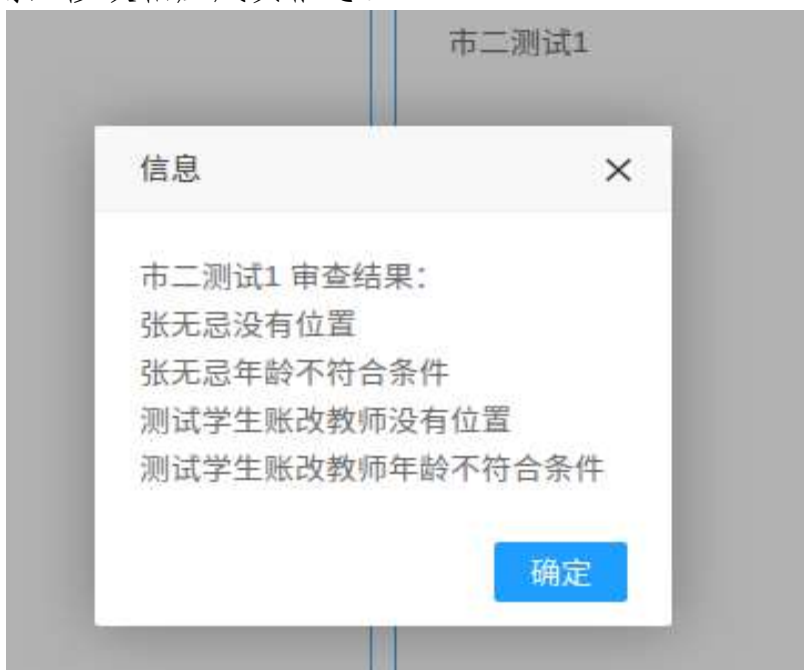 市二测试1
信息
市二测试1 审查结果：
张无忌没有位置
张无忌年龄不符合条件
测试学生账改教师没有位置
测试学生账改教师年龄不符合条件
确定